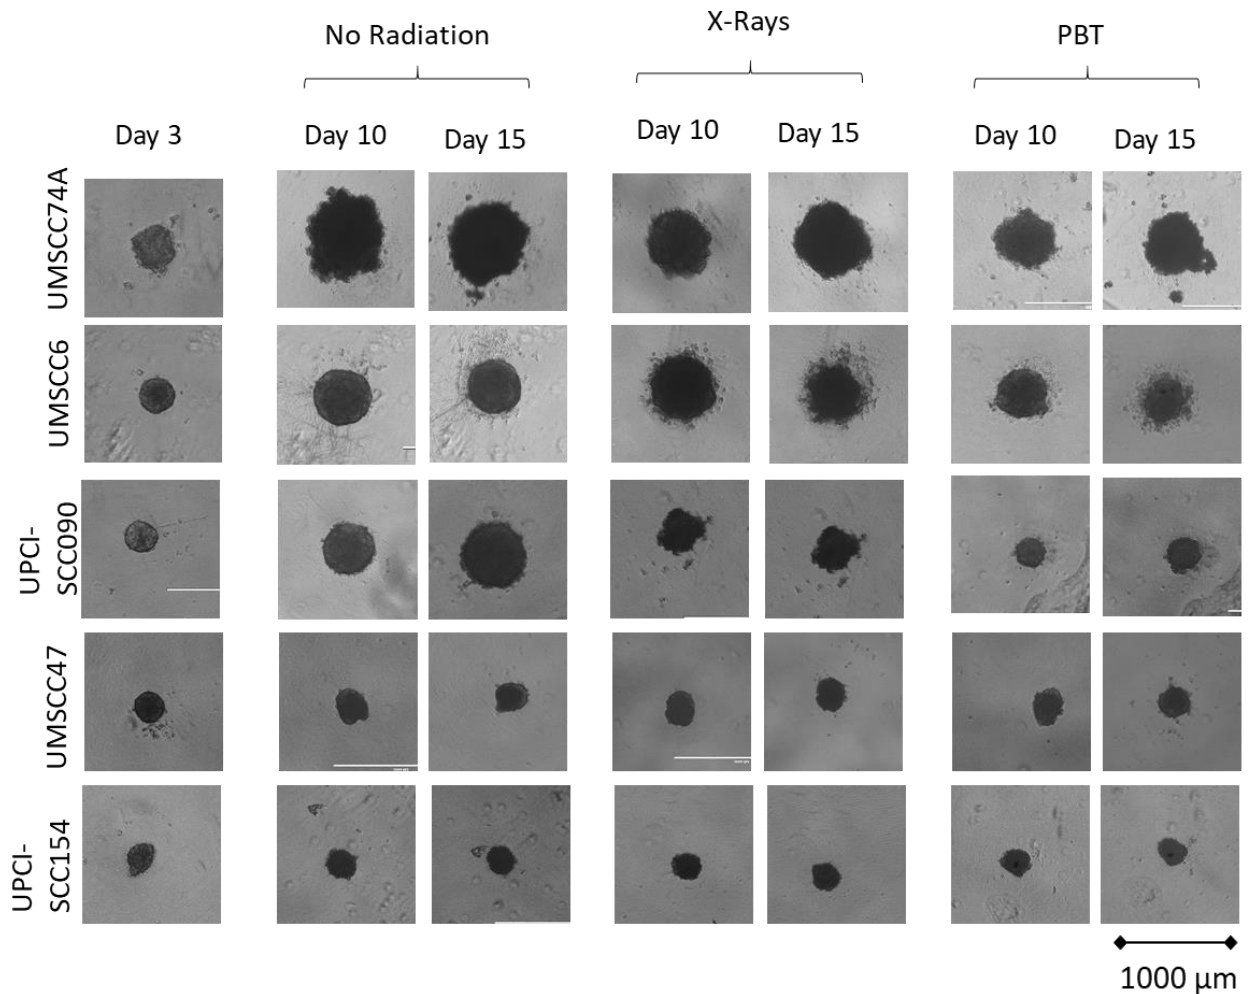 No Radiation
X-Rays
PBT
Day 3
Day 10
Day 15
Day 10
Day 15
Day 10
Day 15
UMSCC74A
UMSCC6
UPCI-
SCC090
UMSCC47
UPCI-
SCC154
1000 µm